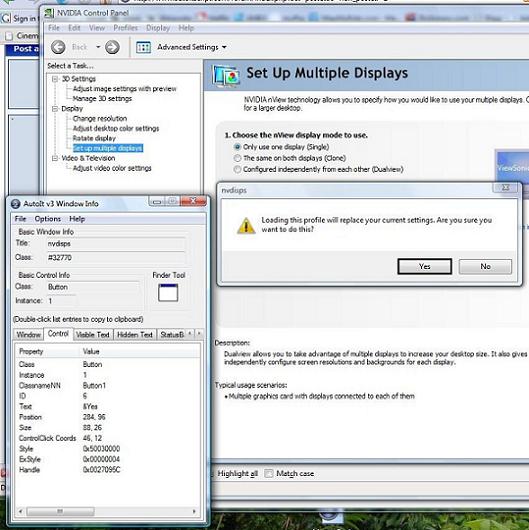 Sign in
Cinem
Post a
NVIDIA Control Panel
File Edit View Profiles Display Help
Back
Advanced Settings
Select a Task...
3D Settings
Adjust image settings with preview
Manage 3D settings
Display
Change resolution
Adjust desktop color settings
Rotate display
Set up multiple displays
Video & Television
Adjust video color settings
Set Up Multiple Displays
NVIDIA nView technology allows you to specify how you would like to use your multiple displays.
for a larger desktop.
1. Choose the nView display mode to use.
Only use one display (Single)
The same on both displays (Clone)
Configured independently from each other (Dualview)
ViewSonic
nvdisps
Loading this profile will replace your current settings. Are you sure you
want to do this?
Yes
No
Description:
Dualview allows you to take advantage of multiple displays to increase your desktop size. It also gives
independently configure screen resolutions and backgrounds for each display.
Typical usage scenarios:
• Multiple graphics card with displays connected to each of them
AutoIt v3 Window Info
File Options Help
Basic Window Info
Title: nvdisps
Class: #32770
Basic Control Info
Class: Button
Instance: 1
Finder Tool
(Double-click list entries to copy to clipboard)
Window Control Visible Text Hidden Text StatusB
Property Value
Class Button
Instance 1
ClassnameNN Button1
ID 6
Text &Yes
Position 284, 96
Size 88, 26
ControlClick Coords 46, 12
Style 0x50030000
ExStyle 0x00000004
Handle 0x0027095C
Highlight all Match case